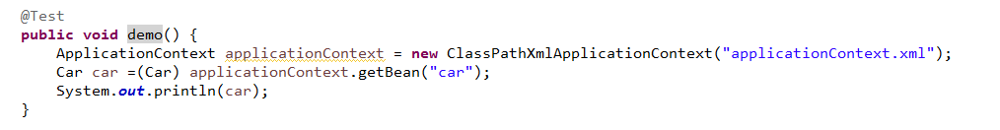 @Test
public void demo() {
ApplicationContext applicationContext = new ClassPathXmlApplicationContext("applicationContext.xml");
Car car =(Car) applicationContext.getBean("car");
System.out.println(car);
}